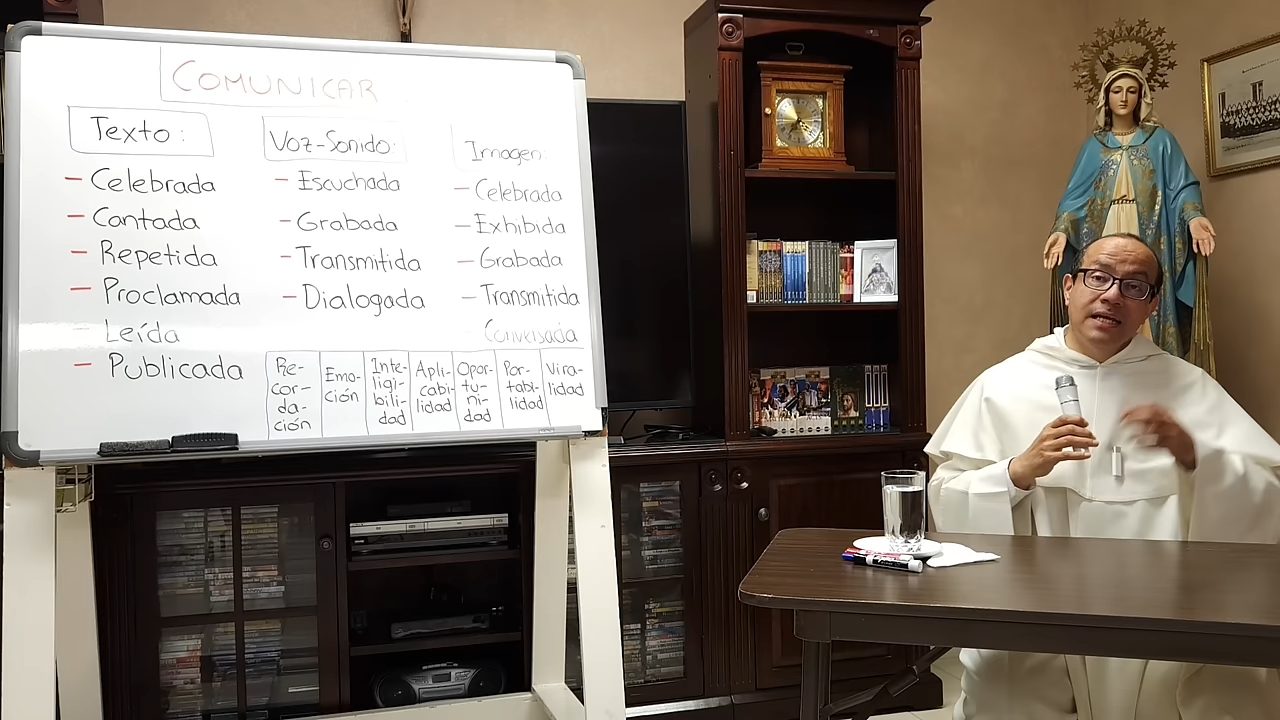 COMUNICAR
Texto:
- Celebrada
- Cantada
- Repetida
- Proclamada
- Leída
- Publicada
Voz-Sonido:
- Escuchada
- Grabada
- Transmitida
- Dialogada
Imagen:
- Celebrada
- Exhibida
- Grabada
- Transmitida
- Conversada
Re-
cor-
da-
ción
Emo-
ción
Inte-
ligi-
bili-
dad
Apli-
cabi-
lidad
Opor-
tu-
ni-
dad
Por-
tabi-
lidad
Vira-
lidad